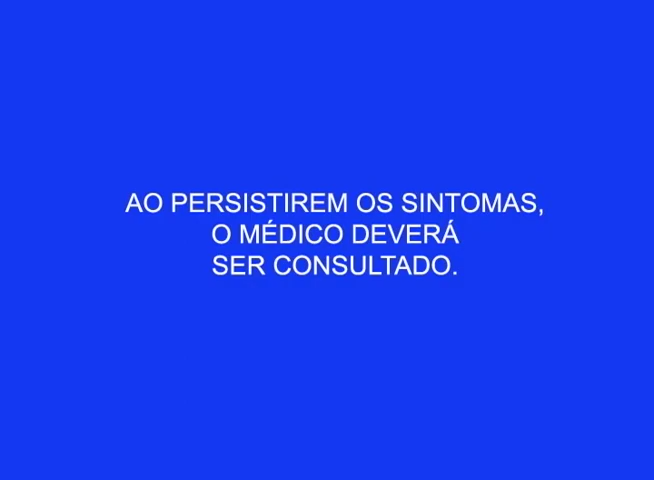 AO PERSISTIREM OS SINTOMAS,
O MÉDICO DEVERÁ
SER CONSULTADO.